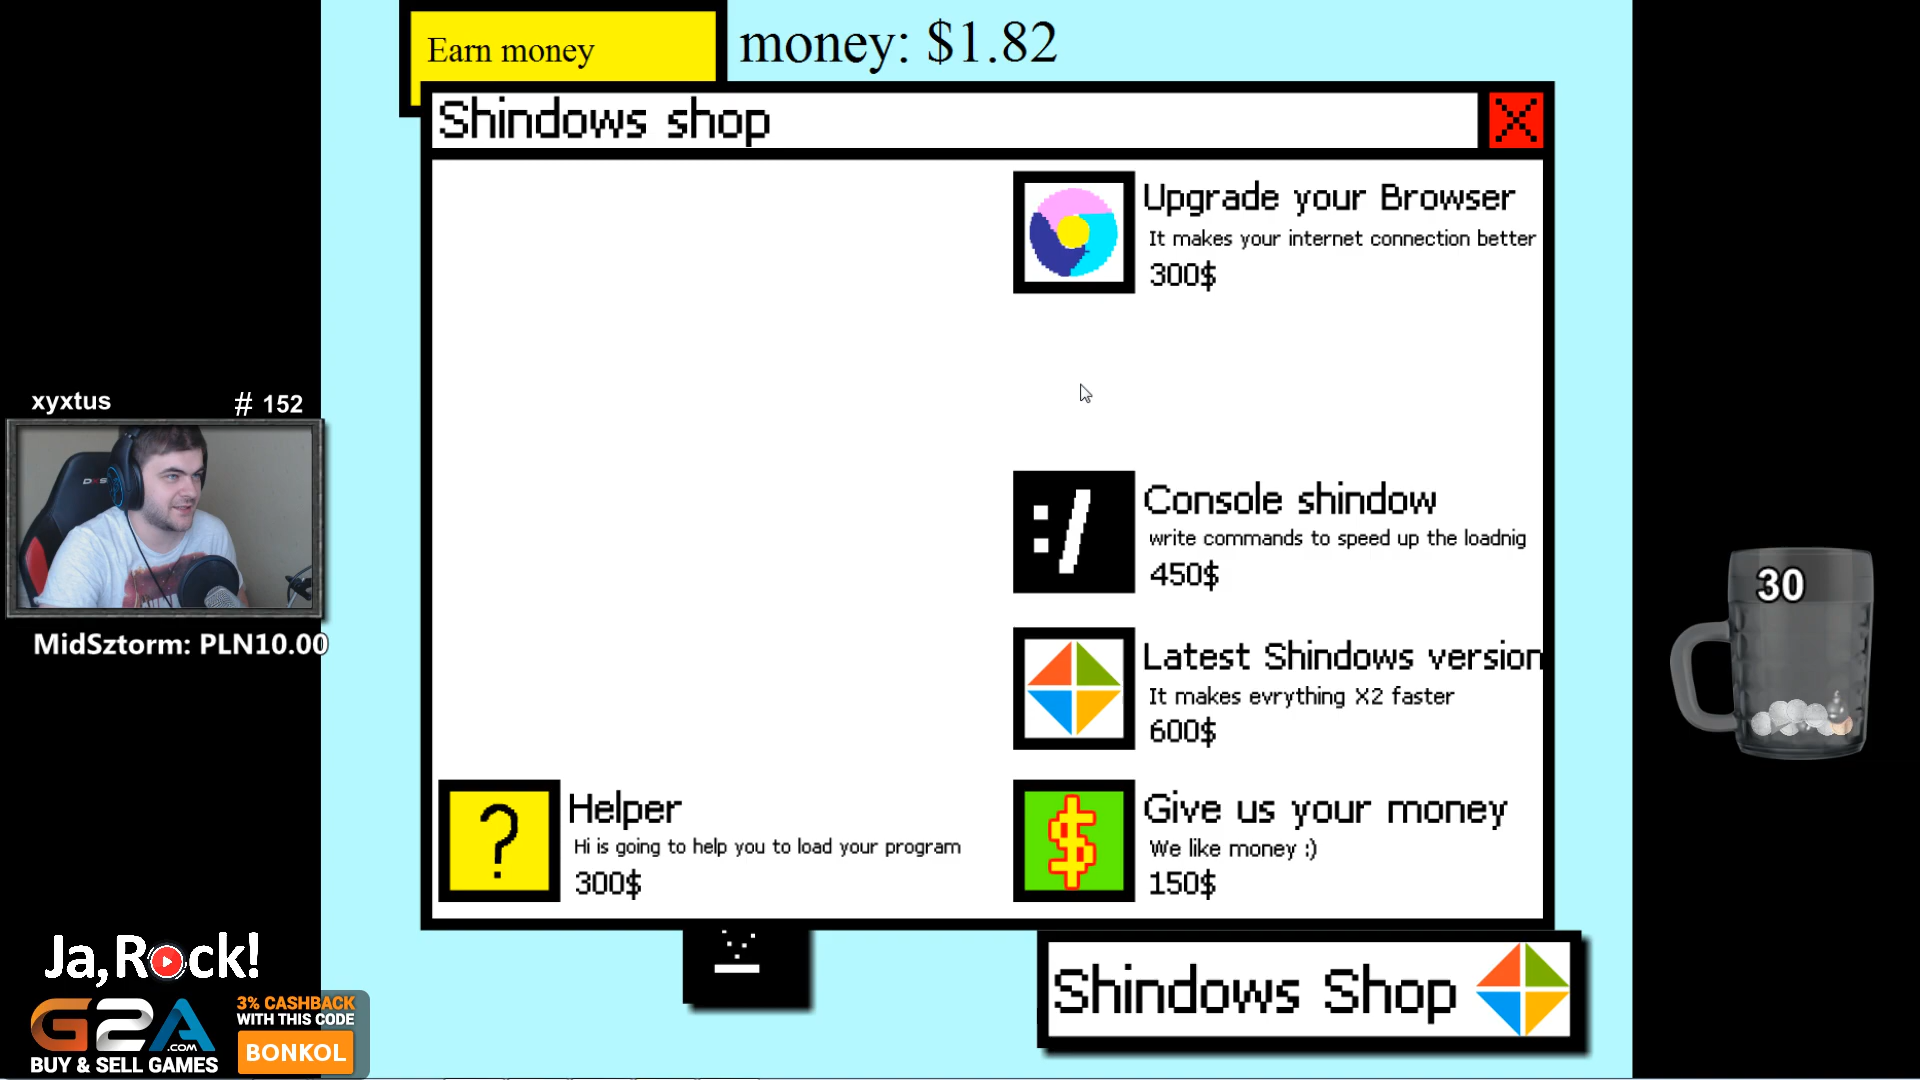 Earn money
money: $1.82
Shindows shop
Upgrade your Browser
It makes your internet connection better
300$
xyxtus # 152
Console shindow
write commands to speed up the loadnig
450$
30
MidSztorm: PLN10.00
Latest Shindows version
It makes evrything X2 faster
600$
Helper
Hi is going to help you to load your program
300$
Give us your money
We like money :)
150$
Ja,Rock!
G2A
.COM
BUY & SELL GAMES
3% CASHBACK
WITH THIS CODE
BONKOL
Shindows Shop